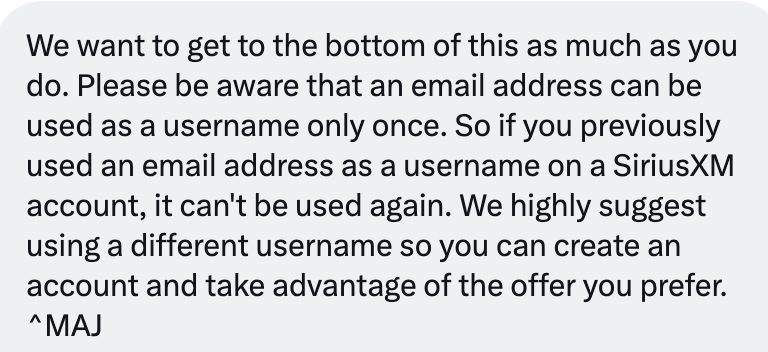 We want to get to the bottom of this as much as you
do. Please be aware that an email address can be
used as a username only once. So if you previously
used an email address as a username on a SiriusXM
account, it can't be used again. We highly suggest
using a different username so you can create an
account and take advantage of the offer you prefer.
^MAJ